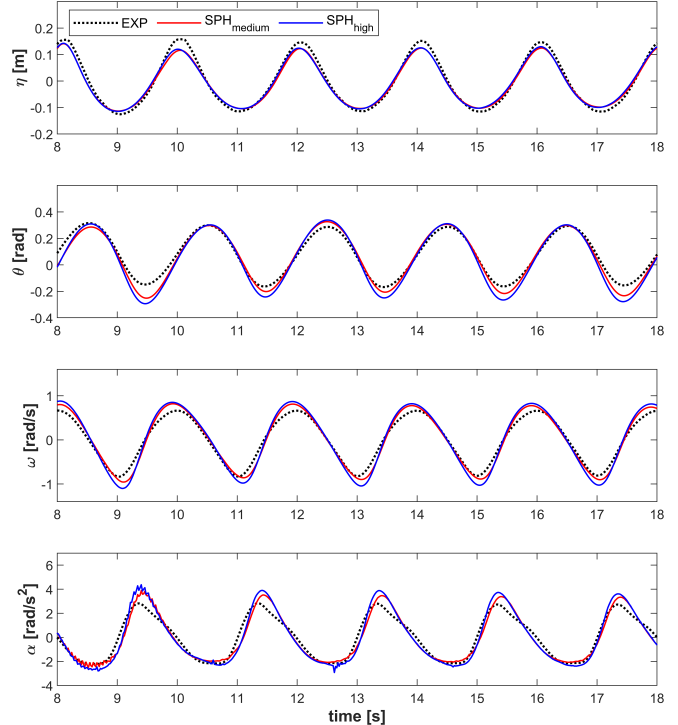 EXP SPH_medium SPH_high
η [m]
0.2
0.1
0
-0.1
-0.2
8 9 10 11 12 13 14 15 16 17 18
θ [rad]
0.4
0.2
0
-0.2
-0.4
8 9 10 11 12 13 14 15 16 17 18
ω [rad/s]
1
0
-1
8 9 10 11 12 13 14 15 16 17 18
α [rad/s²]
6
4
2
0
-2
-4
8 9 10 11 12 13 14 15 16 17 18
time [s]